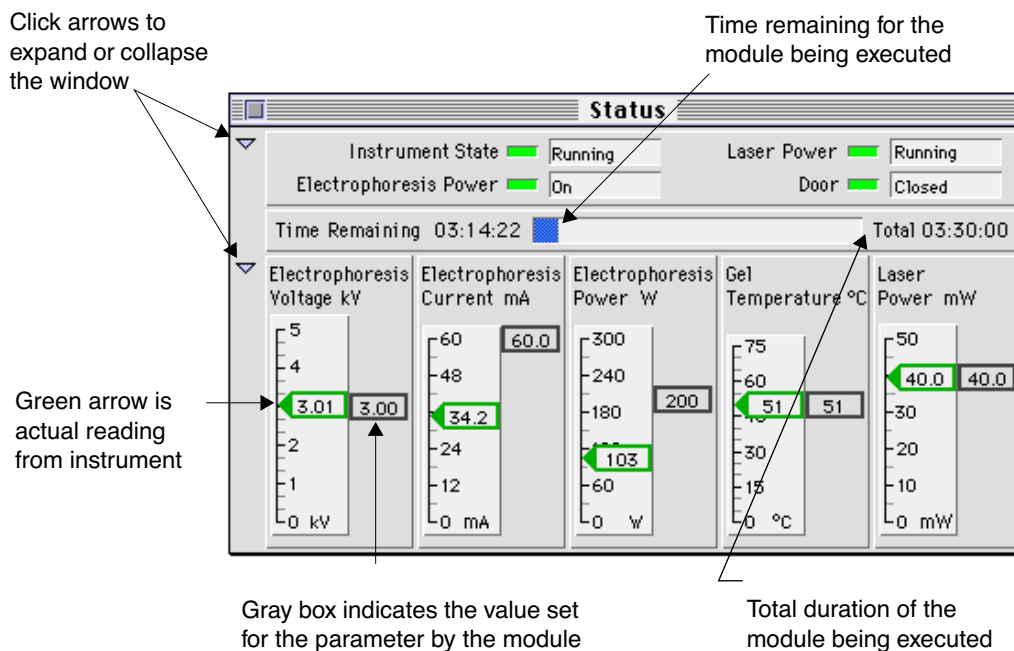 Click arrows to
expand or collapse
the window
Time remaining for the
module being executed
Status
Instrument State Running
Laser Power Running
Electrophoresis Power On
Door Closed
Time Remaining 03:14:22
Total 03:30:00
Electrophoresis
Voltage kV
5
4
3.01
3.00
2
1
0 kV
Electrophoresis
Current mA
60
60.0
48
34.2
24
12
0 mA
Electrophoresis
Power W
300
240
200
180
103
60
0 W
Gel
Temperature °C
75
60
51
51
30
15
0 °C
Laser
Power mW
50
40.0
40.0
30
20
10
0 mW
Green arrow is
actual reading
from instrument
Gray box indicates the value set
for the parameter by the module
Total duration of the
module being executed